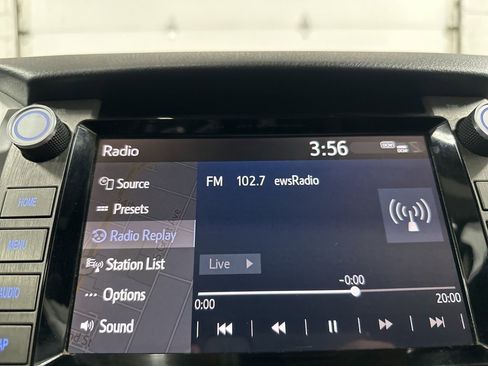 Radio
3:56
Source
FM 102.7 ewsRadio
Presets
HOME
Radio Replay
MENU
Station List
Live
-0:00
AUDIO
Options
0:00
20:00
Sound
AP